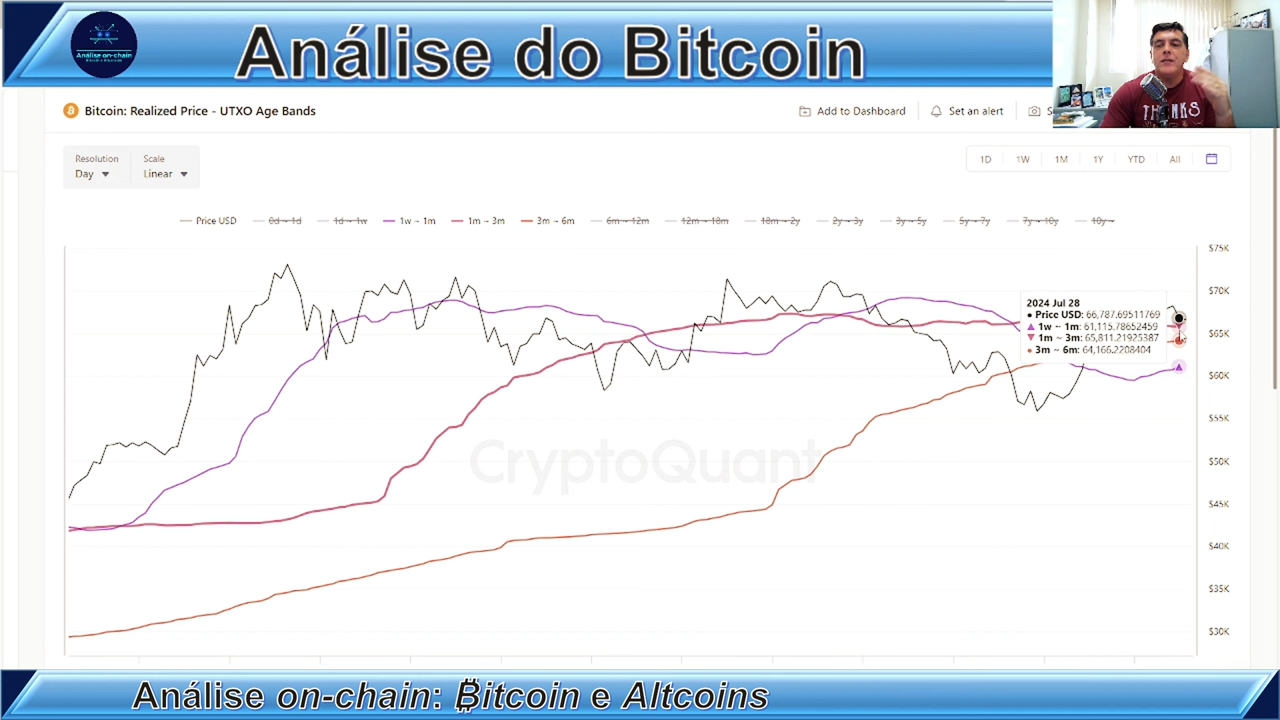 Análise do Bitcoin
Análise on-chain
Bitcoin: Realized Price - UTXO Age Bands
Add to Dashboard
Set an alert
Resolution
Day
Scale
Linear
1D 1W 1M 1Y YTD All
Price USD 0d ~ 1d 1d ~ 1w 1w ~ 1m 1m ~ 3m 3m ~ 6m 6m ~ 12m 12m ~ 18m 18m ~ 2y 2y ~ 3y 3y ~ 5y 5y ~ 7y 7y ~ 10y 10y ~
$75K
$70K
2024 Jul 28
Price USD: 66,787.69511769
1w ~ 1m: 61,115.78652459
1m ~ 3m: 65,811.21925387
3m ~ 6m: 64,166.2208404
$65K
$60K
$55K
$50K
$45K
$40K
$35K
$30K
CryptoQuant
THNKS
Análise on-chain: ₿itcoin e Altcoins